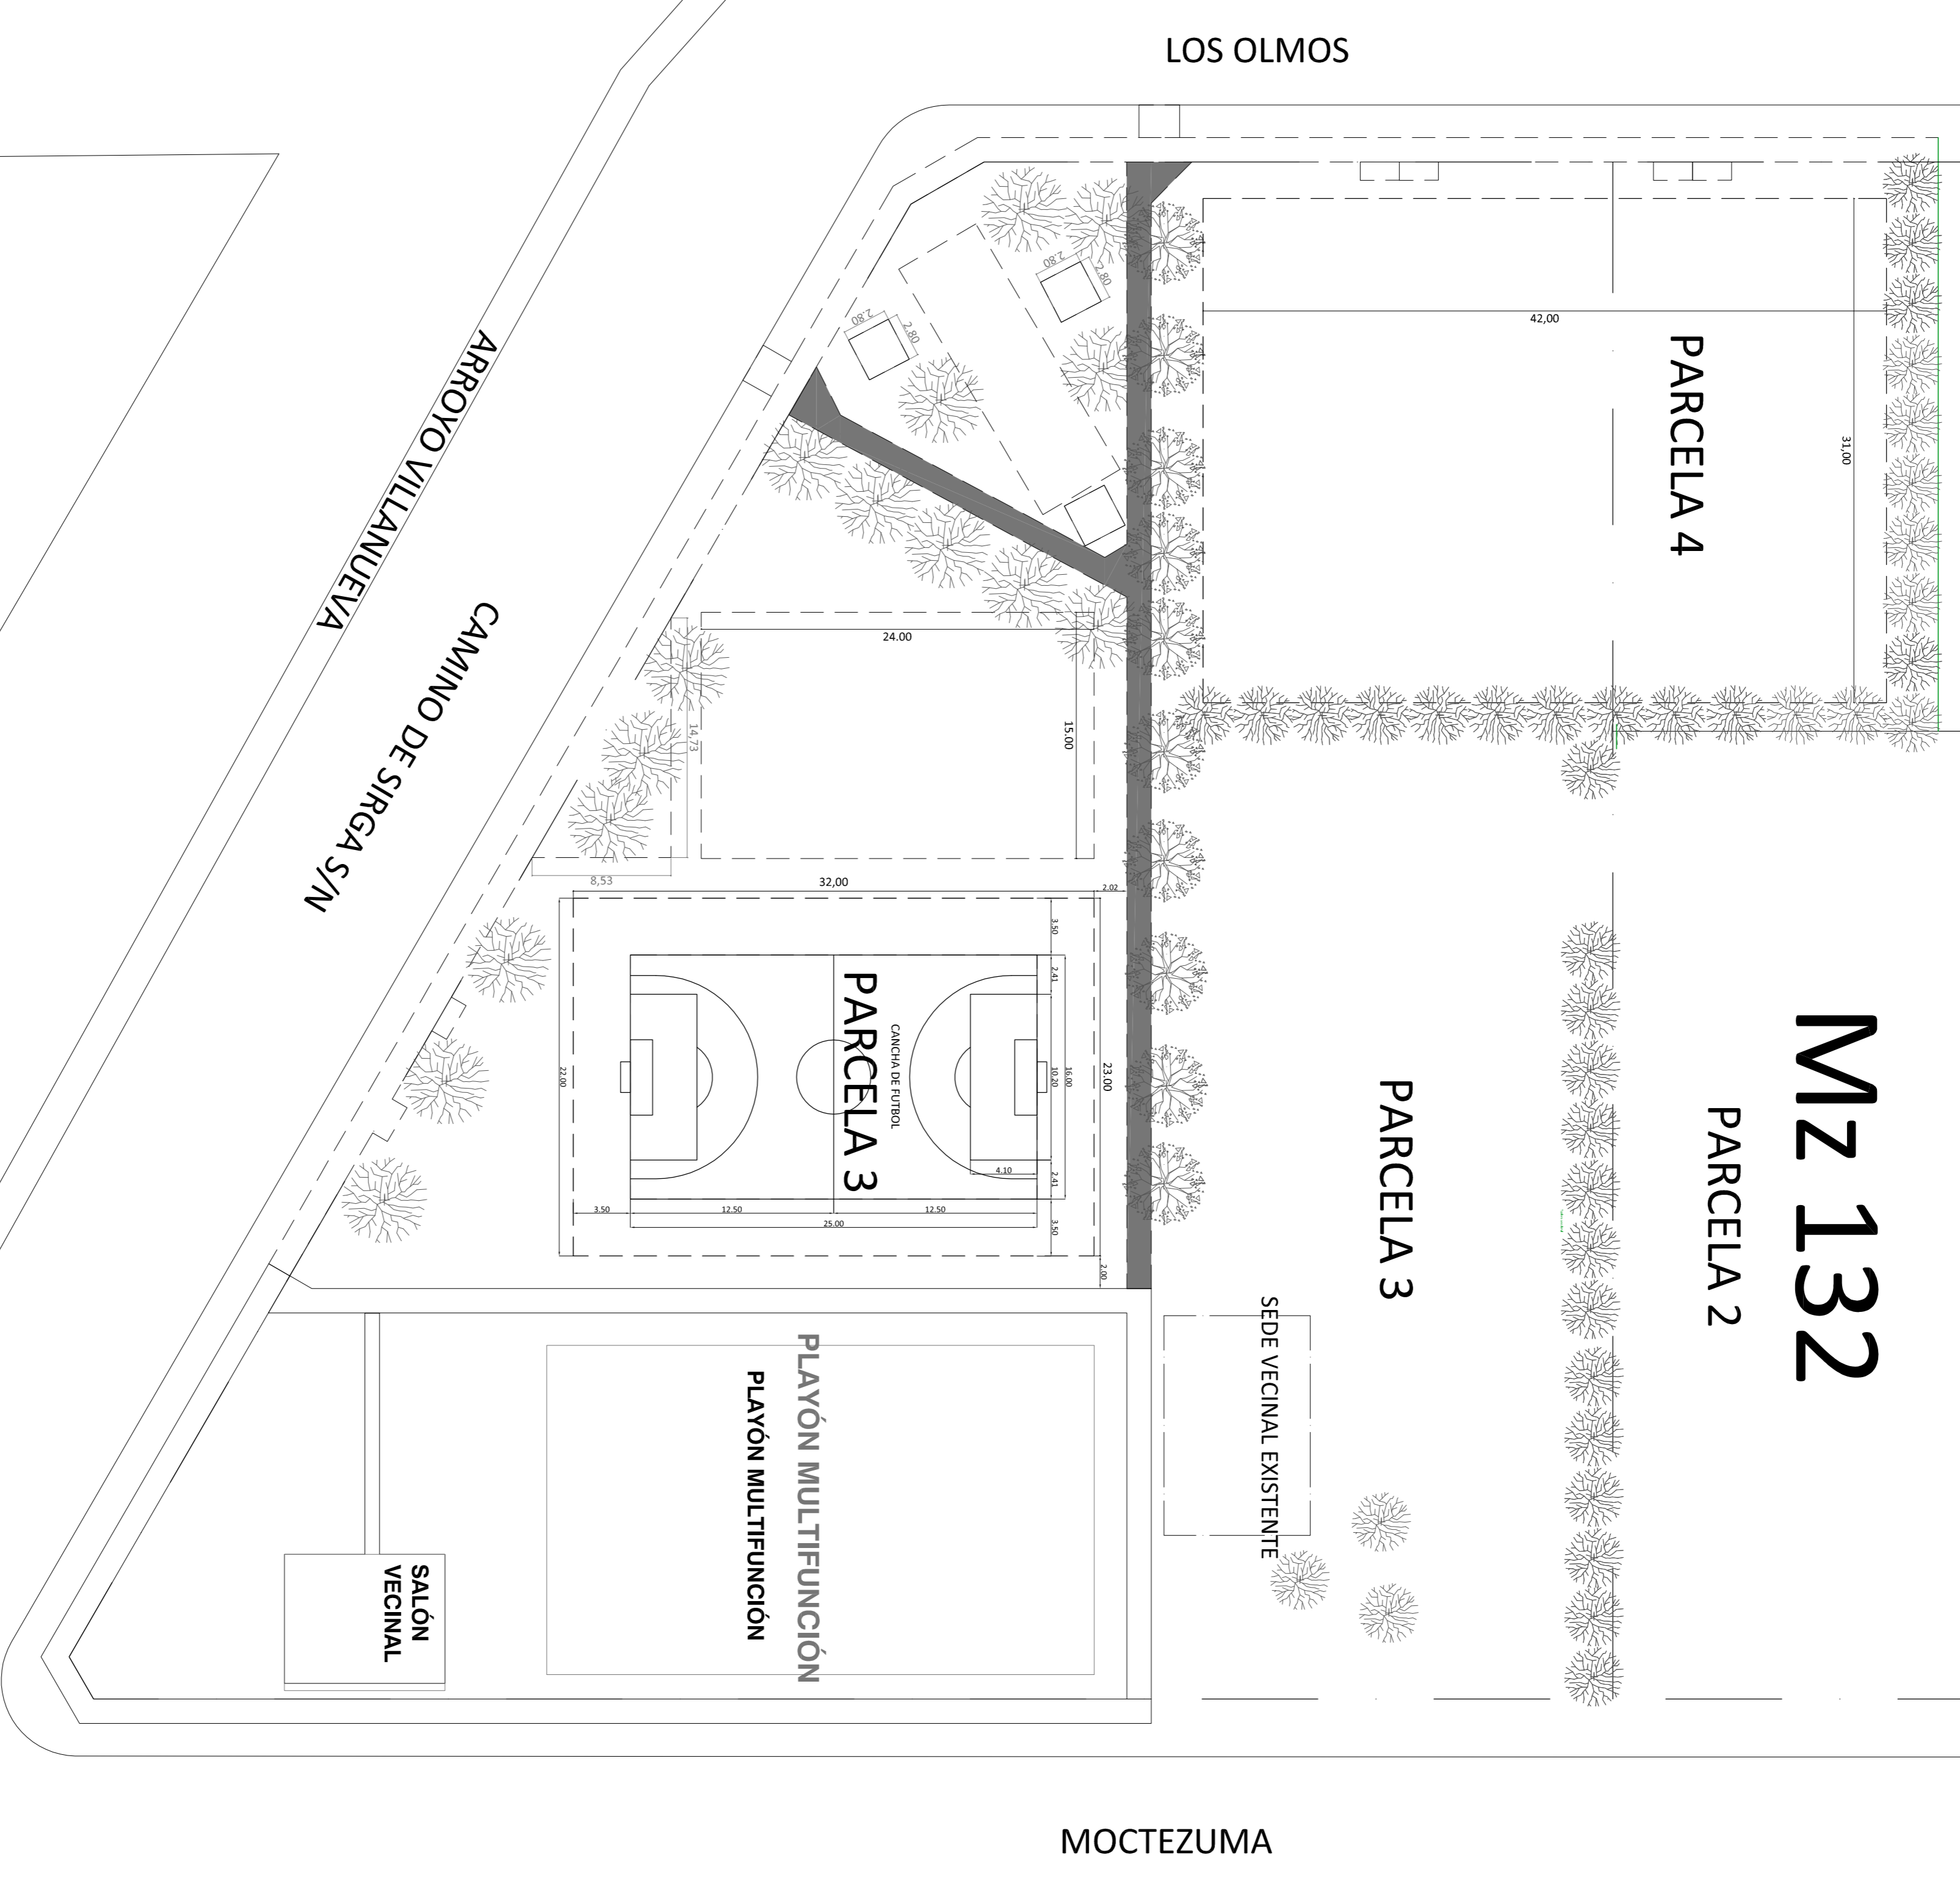 LOS OLMOS
2.80
2.80
2.80
2.80
42,00
31,00
PARCELA 4
ARROYO VILLANUEVA
CAMINO DE SIRGA S/N
24.00
15.00
14,73
8,53
32,00
2.02
3.50
2.41
PARCELA 3
CANCHA DE FUTBOL
22.00
10.20
16.00
23.00
4.10
2.41
3.50
12.50
12.50
25.00
3.50
2.00
PARCELA 3
PARCELA 2
Mz 132
SEDE VECINAL EXISTENTE
PLAYÓN MULTIFUNCIÓN
PLAYÓN MULTIFUNCIÓN
SALÓN
VECINAL
MOCTEZUMA